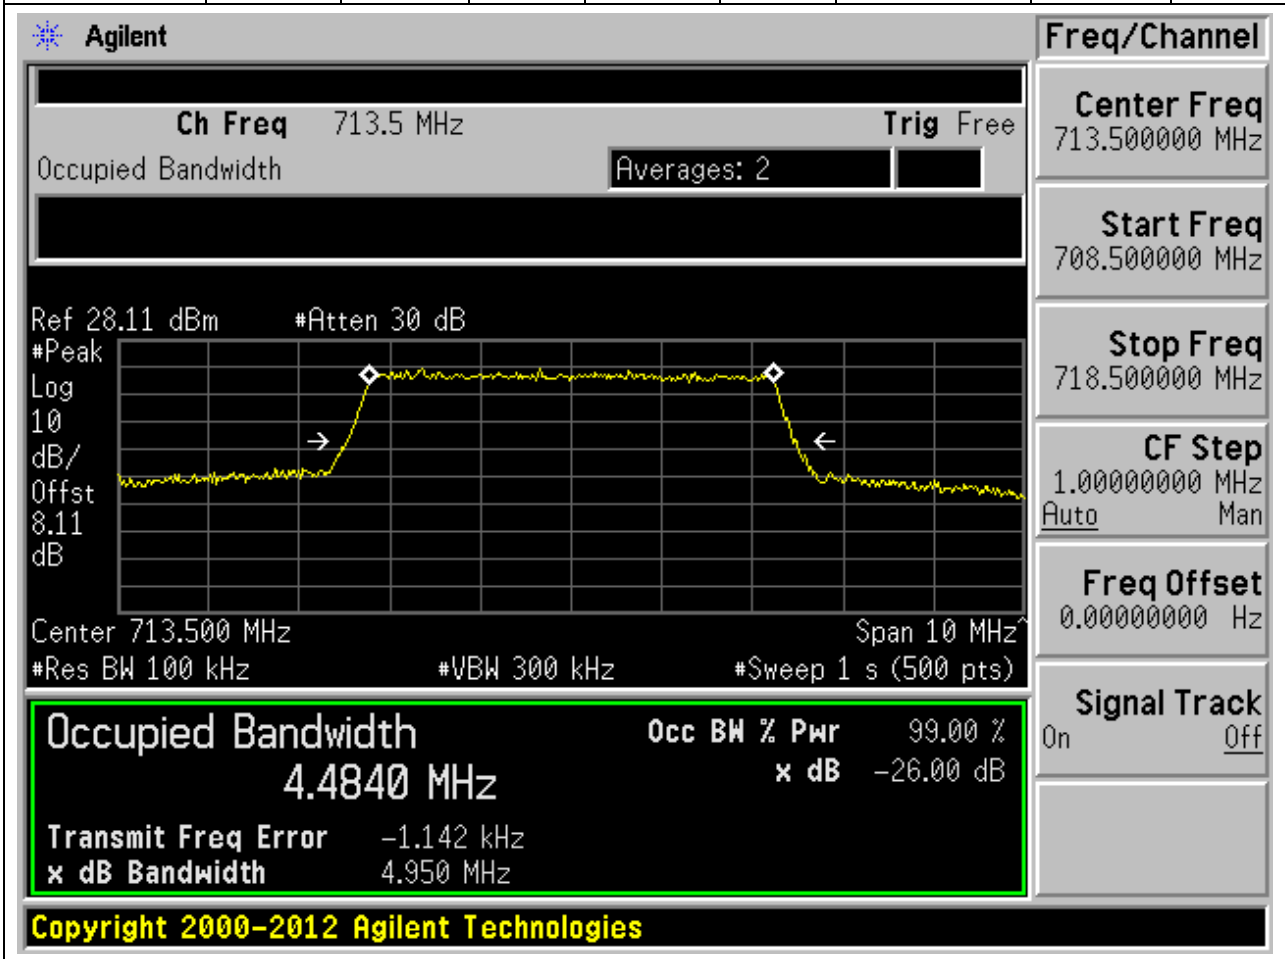 Agilent
Freq/Channel
Ch Freq 713.5 MHz Trig Free
Occupied Bandwidth Averages: 2
Center Freq
713.500000 MHz
Start Freq
708.500000 MHz
Stop Freq
718.500000 MHz
CF Step
1.00000000 MHz
Auto Man
Freq Offset
0.00000000 Hz
Signal Track
On Off
Ref 28.11 dBm #Atten 30 dB
#Peak
Log
10
dB/
Offst
8.11
dB
Center 713.500 MHz Span 10 MHz^
#Res BW 100 kHz #VBW 300 kHz #Sweep 1 s (500 pts)
Occupied Bandwidth Occ BW % Pwr 99.00 %
4.4840 MHz x dB -26.00 dB
Transmit Freq Error -1.142 kHz
x dB Bandwidth 4.950 MHz
Copyright 2000-2012 Agilent Technologies